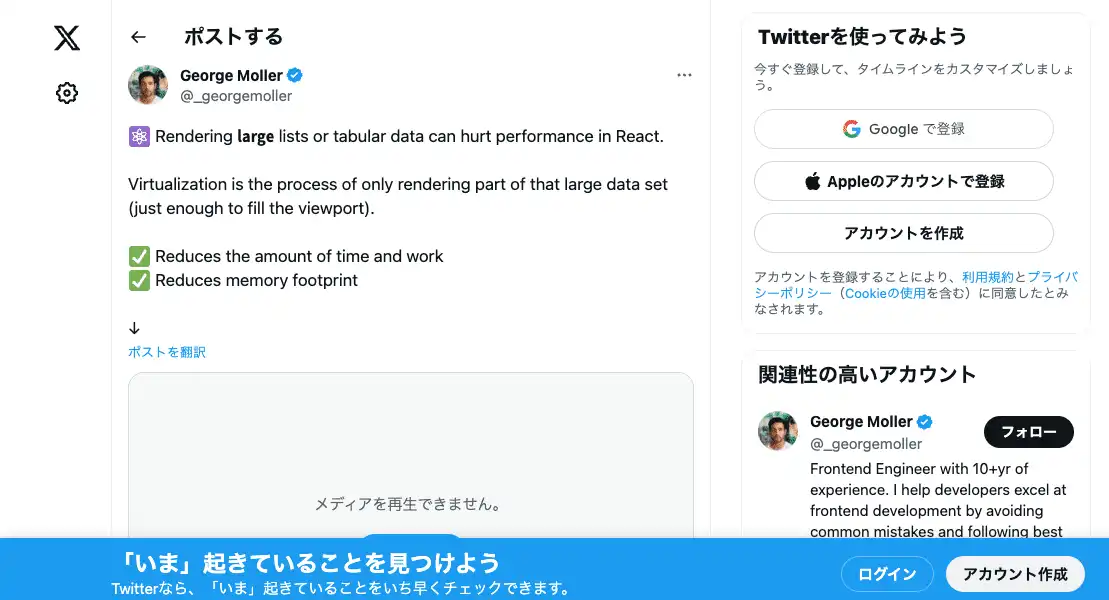 ポストする
George Moller
@_georgemoller
Rendering large lists or tabular data can hurt performance in React.
Virtualization is the process of only rendering part of that large data set
(just enough to fill the viewport).
✅ Reduces the amount of time and work
✅ Reduces memory footprint
↓
ポストを翻訳
メディアを再生できません。
Twitterを使ってみよう
今すぐ登録して、タイムラインをカスタマイズしましょ
う。
Google で登録
Appleのアカウントで登録
アカウントを作成
アカウントを登録することにより、利用規約とプライバ
シーポリシー（Cookieの使用を含む）に同意したとみ
なされます。
関連性の高いアカウント
George Moller
@_georgemoller
フォロー
Frontend Engineer with 10+yr of
experience. I help developers excel at
frontend development by avoiding
common mistakes and following best
「いま」起きていることを見つけよう
Twitterなら、「いま」起きていることをいち早くチェックできます。
ログイン
アカウント作成